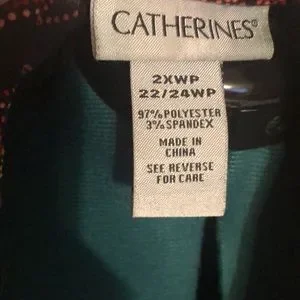 CATHERINES®
2XWP
22/24WP
97% POLYESTER
3% SPANDEX
MADE IN
CHINA
SEE REVERSE
FOR CARE